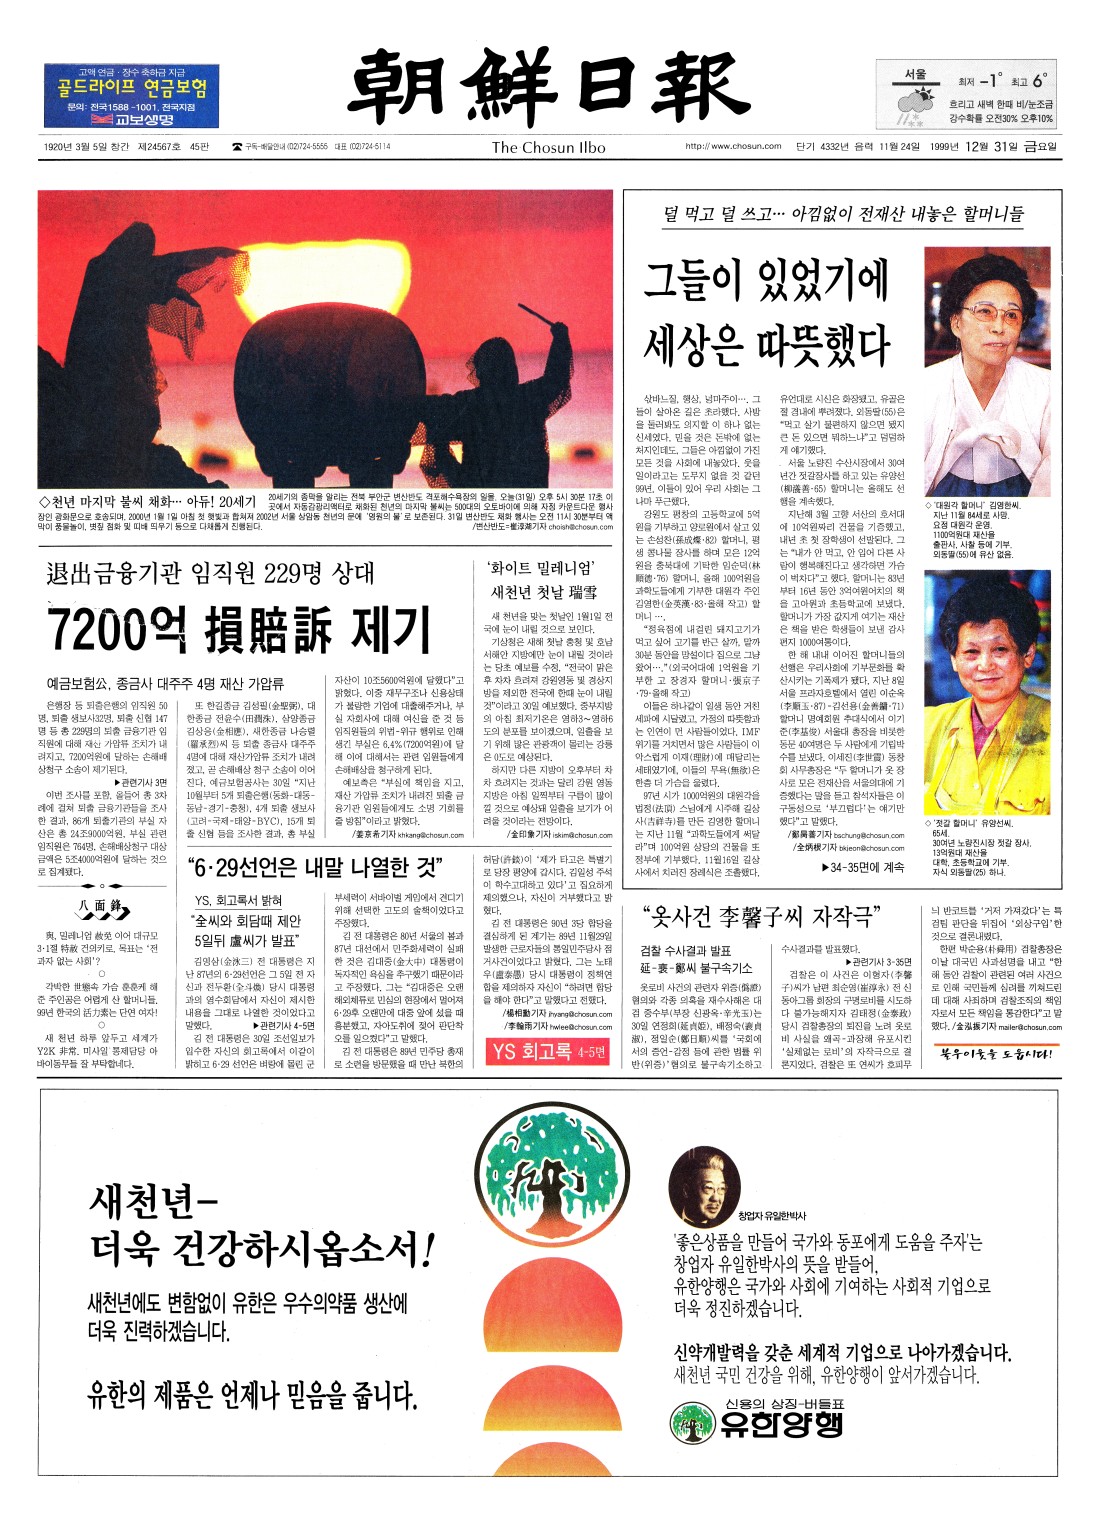 고액 연금·장수 축하금 지급
골드라이프 연금보험
문의: 전국1588-1001, 전국지점
교보생명
朝鮮日報
서울
최저 -1° 최고 6°
흐리고 새벽 한때 비/눈조금
강수확률 오전30% 오후10%
1920년 3월 5일 창간 제24567호 45판
구독·배달안내 (02)724-5555 대표 (02)724-5114
The Chosun Ilbo
http://www.chosun.com
단기 4332년 음력 11월 24일 1999년 12월 31일 금요일
◇천년 마지막 불씨 채화… 아듀! 20세기
20세기의 종막을 알리는 전북 부안군 변산반도 격포해수욕장의 일몰. 오늘(31일) 오후 5시 30분 17초 이
곳에서 자동감광리액터로 채화된 천년의 마지막 불씨는 500대의 오토바이에 의해 자정 카운트다운 행사
장인 광화문으로 호송되며, 2000년 1월 1일 아침 첫 햇빛과 합쳐져 2002년 서울 상암동 천년의 문에 '영원의 불'로 보존된다. 31일 변산반도 채화 행사는 오전 11시 30분부터 액
막이 풍물놀이, 볏짚 점화 및 띠배 띄우기 등으로 다채롭게 진행된다.
/변산반도=崔淳湖기자 choish@chosun.com
退出금융기관 임직원 229명 상대
7200억 損賠訴 제기
예금보험公, 종금사 대주주 4명 재산 가압류
은행장 등 퇴출은행의 임직원 50
명, 퇴출 생보사32명, 퇴출 신협 147
명 등 총 229명의 퇴출 금융기관 임
직원에 대해 재산 가압류 조치가 내
려지고, 7200억원에 달하는 손해배
상청구 소송이 제기된다.
▶관련기사 3면
이번 조사를 포함, 올들어 총 3차
례에 걸쳐 퇴출 금융기관들을 조사
한 결과, 86개 퇴출기관의 부실 자
산은 총 24조9000억원, 부실 관련
임직원은 764명, 손해배상청구 대상
금액은 5조4000억원에 달하는 것으
로 집계됐다.
또 한길종금 김성필(金聖弼), 대
한종금 전윤수(田潤洙), 삼양종금
김상응(金相應), 새한종금 나승렬
(羅承烈)씨 등 퇴출 종금사 대주주
4명에 대해 재산가압류 조치가 내려
졌고, 곧 손해배상 청구 소송이 이어
진다. 예금보험공사는 30일 "지난
10월부터 5개 퇴출은행(동화-대동-
동남-경기-충청), 4개 퇴출 생보사
(고려-국제-태양-BYC), 15개 퇴
출 신협 등을 조사한 결과, 총 부실
자산이 10조5600억원에 달했다"고
밝혔다. 이중 재무구조나 신용상태
가 불량한 기업에 대출해주거나, 부
실 자회사에 대해 여신을 준 것 등
임직원들의 위법-위규 행위로 인해
생긴 부실은 6.4%(7200억원)에 달
해 이에 대해서는 관련 임원들에게
손해배상을 청구하게 된다.
예보측은 "부실에 책임을 지고,
재산 가압류 조치가 내려진 퇴출 금
융기관 임원들에게도 소명 기회를
줄 방침"이라고 밝혔다.
/姜京希기자 khkang@chosun.com
'화이트 밀레니엄'
새천년 첫날 瑞雪
새 천년을 맞는 첫날인 1월1일 전
국에 눈이 내릴 것으로 보인다.
기상청은 새해 첫날 충청 및 호남
서해안 지방에만 눈이 내릴 것이라
는 당초 예보를 수정, "전국이 맑은
후 차차 흐려져 강원영동 및 경상지
방을 제외한 전국에 한때 눈이 내릴
것"이라고 30일 예보했다. 중부지방
의 아침 최저기온은 영하3~영하6
도의 분포를 보이겠으며, 일출을 보
기 위해 많은 관광객이 몰리는 강릉
은 0도로 예상된다.
하지만 다른 지방이 오후부터 차
차 흐려지는 것과는 달리 강원 영동
지방은 아침 일찍부터 구름이 많이
낄 것으로 예상돼 일출을 보기가 어
려울 것이라는 전망이다.
/金印象기자 iskim@chosun.com
덜 먹고 덜 쓰고… 아낌없이 전재산 내놓은 할머니들
그들이 있었기에
세상은 따뜻했다
삯바느질, 행상, 넝마주이…. 그
들이 살아온 길은 초라했다. 사방
을 둘러봐도 의지할 이 하나 없는
신세였다. 믿을 것은 돈밖에 없는
처지인데도, 그들은 아낌없이 가진
모든 것을 사회에 내놓았다. 웃을
일이라고는 도무지 없을 것 같던
99년, 이들이 있어 우리 사회는 그
나마 푸근했다.
강원도 평창의 고등학교에 5억
원을 기부하고 양로원에서 살고 있
는 손성찬(孫成燦·82) 할머니, 평
생 콩나물 장사를 하며 모은 12억
원을 충북대에 기탁한 임순덕(林
順德·76) 할머니, 올해 100억원을
과학도들에게 기부한 대원각 주인
김영한(金英漢·83·올해 작고) 할
머니….
"정육점에 내걸린 돼지고기가
먹고 싶어 고기를 반근 살까, 말까
30분 동안을 망설이다 집으로 그냥
왔어…."(외국어대에 1억원을 기
부한 고 장경자 할머니·張京子
·79·올해 작고)
이들은 하나같이 일생 동안 거친
세파에 시달렸고, 가정의 따뜻함과
는 인연이 먼 사람들이었다. IMF
위기를 거치면서 많은 사람들이 이
악스럽게 이재(理財)에 매달리는
세태였기에, 이들의 무욕(無欲)은
한층 더 가슴을 울렸다.
97년 시가 1000억원의 대원각을
법정(法頂) 스님에게 시주해 길상
사(吉祥寺)를 만든 김영한 할머니
는 지난 11월 "과학도들에게 써달
라"며 100억원 상당의 건물을 또
정부에 기부했다. 11월16일 길상
사에서 치러진 장례식은 조촐했다.
유언대로 시신은 화장됐고, 유골은
절 경내에 뿌려졌다. 외동딸(55)은
"먹고 살기 불편하지 않으면 됐지
큰 돈 있으면 뭐하느냐"고 덤덤하
게 얘기했다.
서울 노량진 수산시장에서 30여
년간 젓갈장사를 하고 있는 유양선
(柳瀁善·65) 할머니는 올해도 선
행을 계속했다.
지난해 3월 고향 서산의 호서대
에 10억원짜리 건물을 기증했고,
내년 초 첫 장학생이 선발된다. 그
는 "내가 안 먹고, 안 입어 다른 사
람이 행복해진다고 생각하면 가슴
이 벅차다"고 했다. 할머니는 83년
부터 16년 동안 3억여원어치의 책
을 고아원과 초등학교에 보냈다.
할머니가 가장 값지게 여기는 재산
은 책을 받은 학생들이 보낸 감사
편지 1000여통이다.
한 해 내내 이어진 할머니들의
선행은 우리사회에 기부문화를 확
산시키는 기폭제가 됐다. 지난 8일
서울 프라자호텔에서 열린 이순옥
(李順玉·87)-김선용(金善鏞·71)
할머니 명예회원 추대식에서 이기
준(李基俊) 서울대 총장을 비롯한
동문 40여명은 두 사람에게 기립박
수를 보냈다. 이세진(李世震) 동창
회 사무총장은 "두 할머니가 옷 장
사로 모은 전재산을 서울의대에 기
증했다는 말을 듣고 참석자들은 이
구동성으로 '부끄럽다'는 얘기만
했다"고 말했다.
/鄭晟善기자 bschung@chosun.com
/全炳根기자 bkjeon@chosun.com
▶34-35면에 계속
◇ '대원각 할머니' 김영한씨.
지난 11월 84세로 사망.
요정 대원각 운영.
1100억원대 재산을
출판사, 사찰 등에 기부.
외동딸(55)에 유산 없음.
◇ '젓갈 할머니' 유양선씨.
65세.
30여년 노량진시장 젓갈 장사.
13억원대 재산을
대학, 초등학교에 기부.
자식 외동딸(25) 하나.
八面鋒
與, 밀레니엄 赦免 이어 대규모
3·1절 特赦 건의키로. 목표는 '전
과자 없는 사회'?
○
각박한 世態속 가슴 훈훈케 해
준 주인공은 어렵게 산 할머니들.
99년 한국의 活力素는 단연 여자!
○
새 천년 하루 앞두고 세계가
Y2K 非常. 미사일 통제담당 아
바이동무들 잘 부탁합네다.
"6·29선언은 내말 나열한 것"
YS, 회고록서 밝혀
"全씨와 회담때 제안
5일뒤 盧씨가 발표"
김영삼(金泳三) 전 대통령은 지
난 87년의 6·29선언은 그 5일 전 자
신과 전두환(全斗煥) 당시 대통령
과의 영수회담에서 자신이 제시한
내용을 그대로 나열한 것이었다고
말했다. ▶관련기사 4-5면
김 전 대통령은 30일 조선일보가
입수한 자신의 회고록에서 이같이
밝히고 6·29 선언은 벼랑에 몰린 군
부세력이 서바이벌 게임에서 견디기
위해 선택한 고도의 술책이었다고
주장했다.
김 전 대통령은 80년 서울의 봄과
87년 대선에서 민주화세력이 실패
한 것은 김대중(金大中) 대통령이
독자적인 욕심을 추구했기 때문이라
고 주장했다. 그는 "김대중은 오랜
해외체류로 민심의 현장에서 멀어져
6·29후 오랜만에 대중 앞에 섰을 때
흥분했고, 자아도취에 젖어 판단착
오를 일으켰다"고 말했다.
김 전 대통령은 89년 민주당 총재
로 소련을 방문했을 때 만난 북한의
허담(許錟)이 '제가 타고온 특별기
로 당장 평양에 갑시다. 김일성 주석
이 학수고대하고 있다'고 집요하게
제의했으나, 자신이 거부했다고 밝
혔다.
김 전 대통령은 90년 3당 합당을
결심하게 된 계기는 89년 11월29일
발생한 근로자들의 통일민주당사 점
거사건이었다고 했다. 그는 노태우
(盧泰愚) 당시 대통령이 정책연
합을 제의하자 자신이 "하려면 합당
을 해야 한다"고 말했다고 전했다.
/楊相勳기자 jhyang@chosun.com
/李翰雨기자 hwlee@chosun.com
YS 회고록 4-5면
"옷사건 李馨子씨 자작극"
검찰 수사결과 발표
延-裵-鄭씨 불구속기소
옷로비 사건의 관련자 위증(僞證)
혐의와 각종 의혹을 재수사해온 대
검 중수부(부장 신광옥·辛光玉)는
30일 연정희(延貞姬), 배정숙(裵貞
淑), 정일순(鄭日順)씨를 '국회에
서의 증언-감정 등에 관한 법률 위
반(위증)'혐의로 불구속기소하고
수사결과를발표했다.
▶관련기사 3-35면
검찰은 이 사건은 이형자(李馨
子)씨가 남편 최순영(崔淳永) 전 신
동아그룹 회장의 구명로비를 시도하
다 불가능해지자 김태정(金泰政)
당시 검찰총장의 퇴진을 노려 옷로
비 사실을 왜곡-과장해 유포시킨
'실체없는 로비'의 자작극으로 결
론지었다. 검찰은 또 연씨가 호피무
늬 반코트를 '거저 가져갔다'는 특
검팀 판단을 뒤집어 '외상구입'한
것으로 결론내렸다.
한편 박순용(朴舜用) 검찰총장은
이날 대국민 사과성명을 내고 "한
해 동안 검찰이 관련된 여러 사건으
로 인해 국민들께 심려를 끼쳐드린
데 대해 사죄하며 검찰조직의 책임
자로서 모든 책임을 통감한다"고 말
했다. /金泓振기자 mailer@chosun.com
불우이웃을 도웁시다!
새천년-
더욱 건강하시옵소서!
새천년에도 변함없이 유한은 우수의약품 생산에
더욱 진력하겠습니다.
유한의 제품은 언제나 믿음을 줍니다.
창업자 유일한박사
'좋은상품을 만들어 국가와 동포에게 도움을 주자'는
창업자 유일한박사의 뜻을 받들어,
유한양행은 국가와 사회에 기여하는 사회적 기업으로
더욱 정진하겠습니다.
신약개발력을 갖춘 세계적 기업으로 나아가겠습니다.
새천년 국민 건강을 위해, 유한양행이 앞서가겠습니다.
신용의 상징-버들표
유한양행